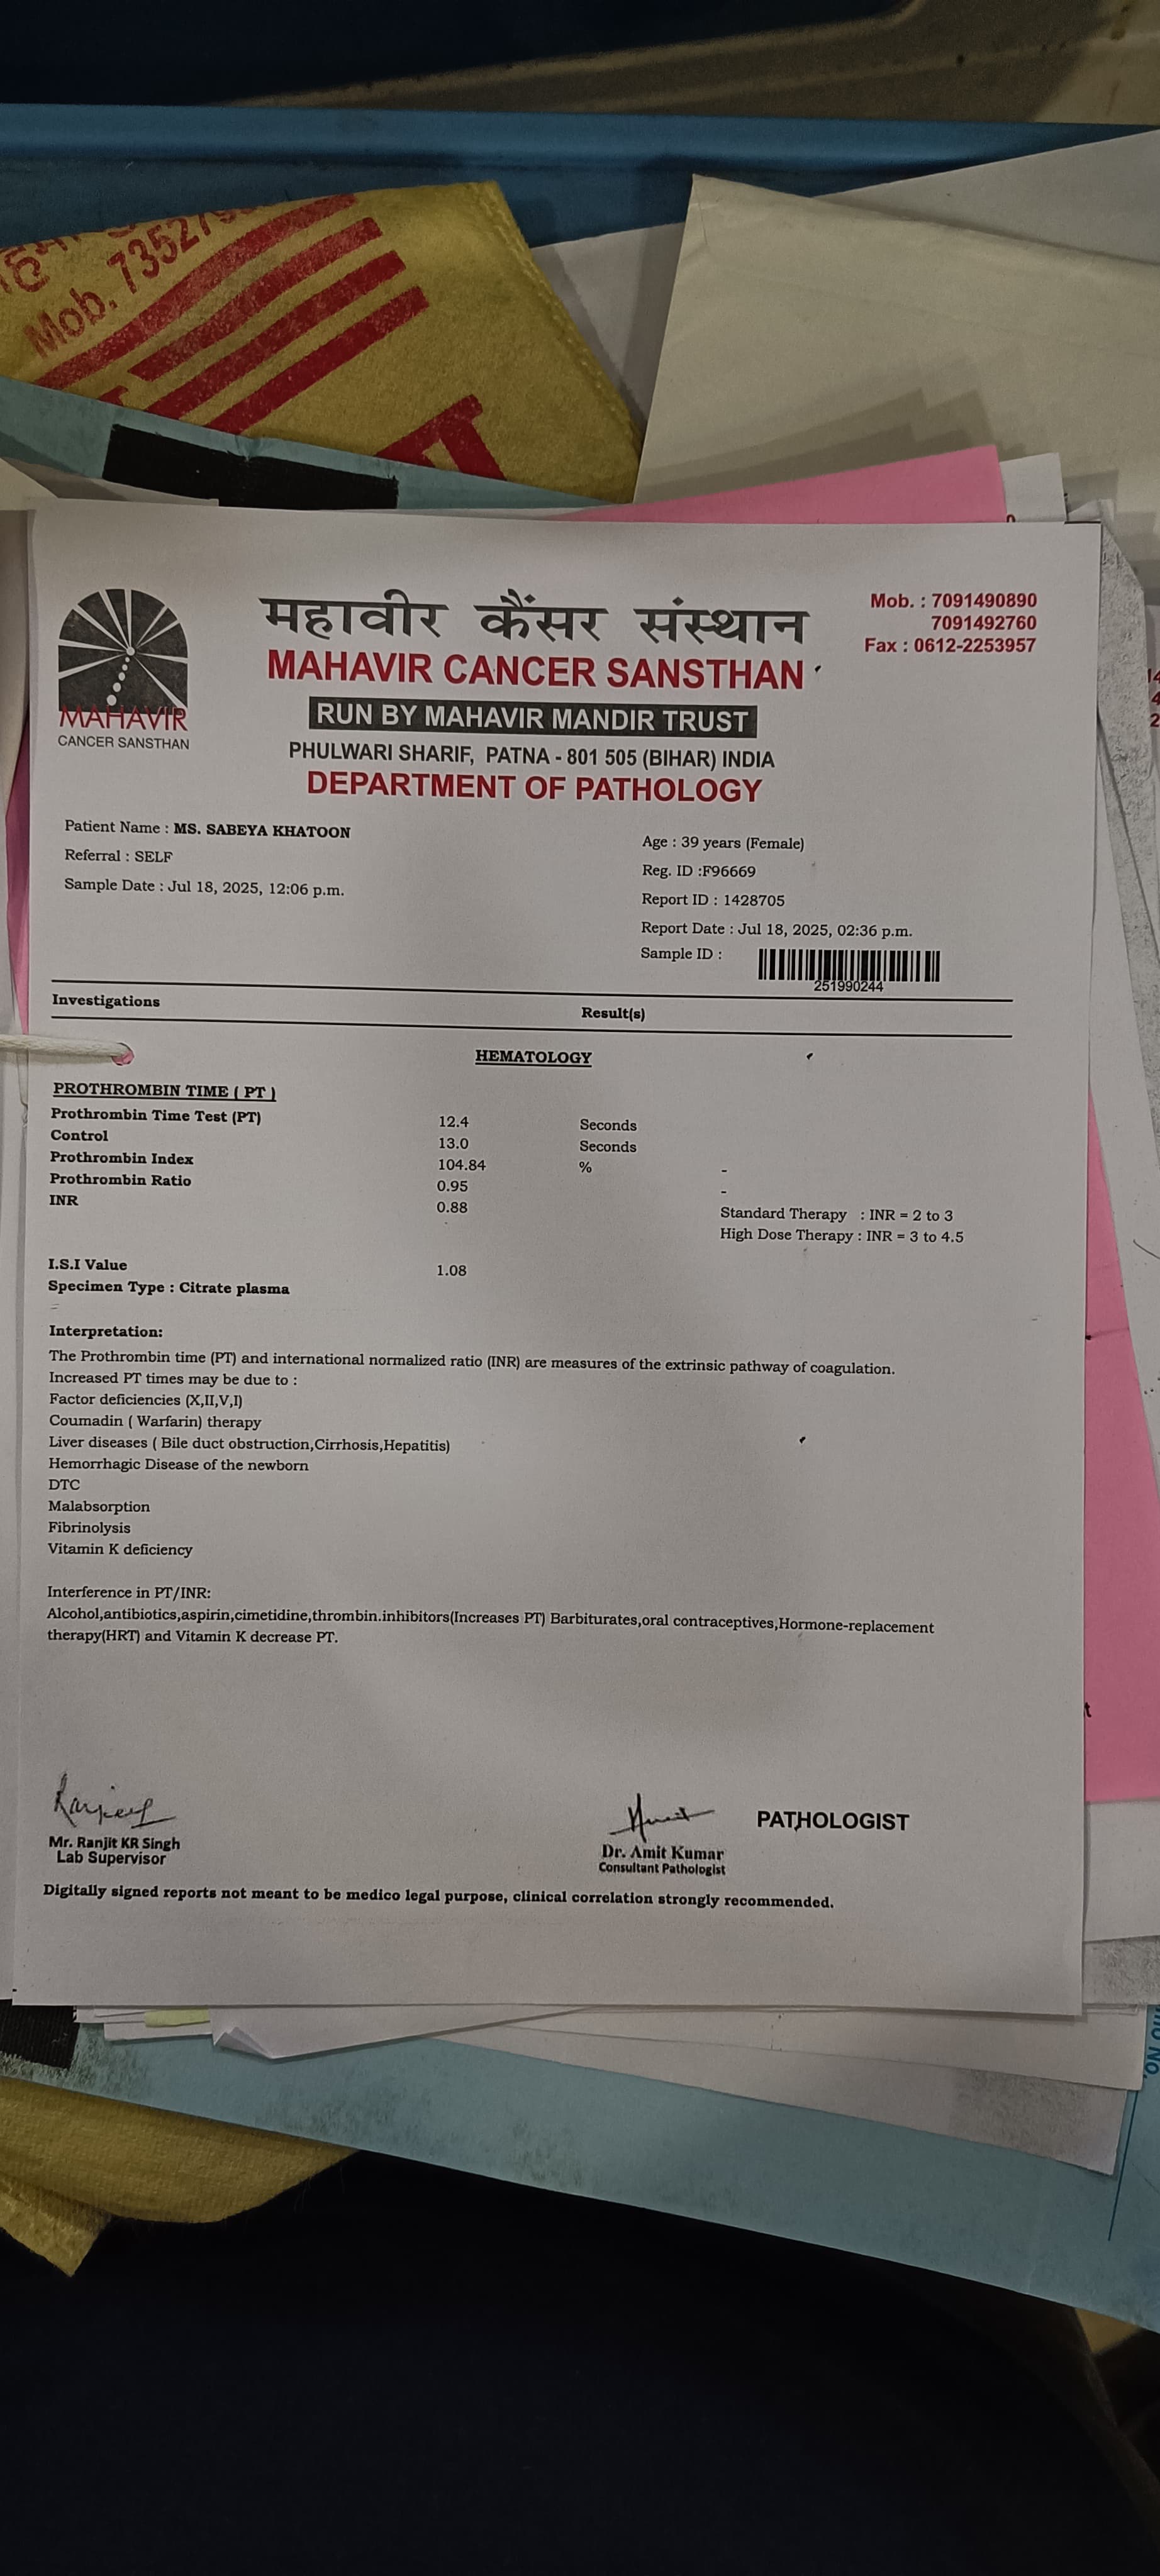 Mob. 7352
महावीर कैंसर संस्थान
MAHAVIR CANCER SANSTHAN
RUN BY MAHAVIR MANDIR TRUST
PHULWARI SHARIF, PATNA - 801 505 (BIHAR) INDIA
DEPARTMENT OF PATHOLOGY
Mob. : 7091490890
7091492760
Fax : 0612-2253957
MAHAVIR
CANCER SANSTHAN
Patient Name : MS. SABEYA KHATOON
Referral : SELF
Sample Date : Jul 18, 2025, 12:06 p.m.
Age : 39 years (Female)
Reg. ID :F96669
Report ID : 1428705
Report Date : Jul 18, 2025, 02:36 p.m.
Sample ID :
251990244
Investigations Result(s)
HEMATOLOGY
PROTHROMBIN TIME ( PT )
Prothrombin Time Test (PT) 12.4 Seconds
Control 13.0 Seconds
Prothrombin Index 104.84 % -
Prothrombin Ratio 0.95 -
INR 0.88 Standard Therapy : INR = 2 to 3
High Dose Therapy : INR = 3 to 4.5
I.S.I Value 1.08
Specimen Type : Citrate plasma
Interpretation:
The Prothrombin time (PT) and international normalized ratio (INR) are measures of the extrinsic pathway of coagulation.
Increased PT times may be due to :
Factor deficiencies (X,II,V,I)
Coumadin ( Warfarin) therapy
Liver diseases ( Bile duct obstruction,Cirrhosis,Hepatitis)
Hemorrhagic Disease of the newborn
DTC
Malabsorption
Fibrinolysis
Vitamin K deficiency
Interference in PT/INR:
Alcohol,antibiotics,aspirin,cimetidine,thrombin.inhibitors(Increases PT) Barbiturates,oral contraceptives,Hormone-replacement
therapy(HRT) and Vitamin K decrease PT.
Mr. Ranjit KR Singh
Lab Supervisor
Dr. Amit Kumar
Consultant Pathologist
PATHOLOGIST
Digitally signed reports not meant to be medico legal purpose, clinical correlation strongly recommended.